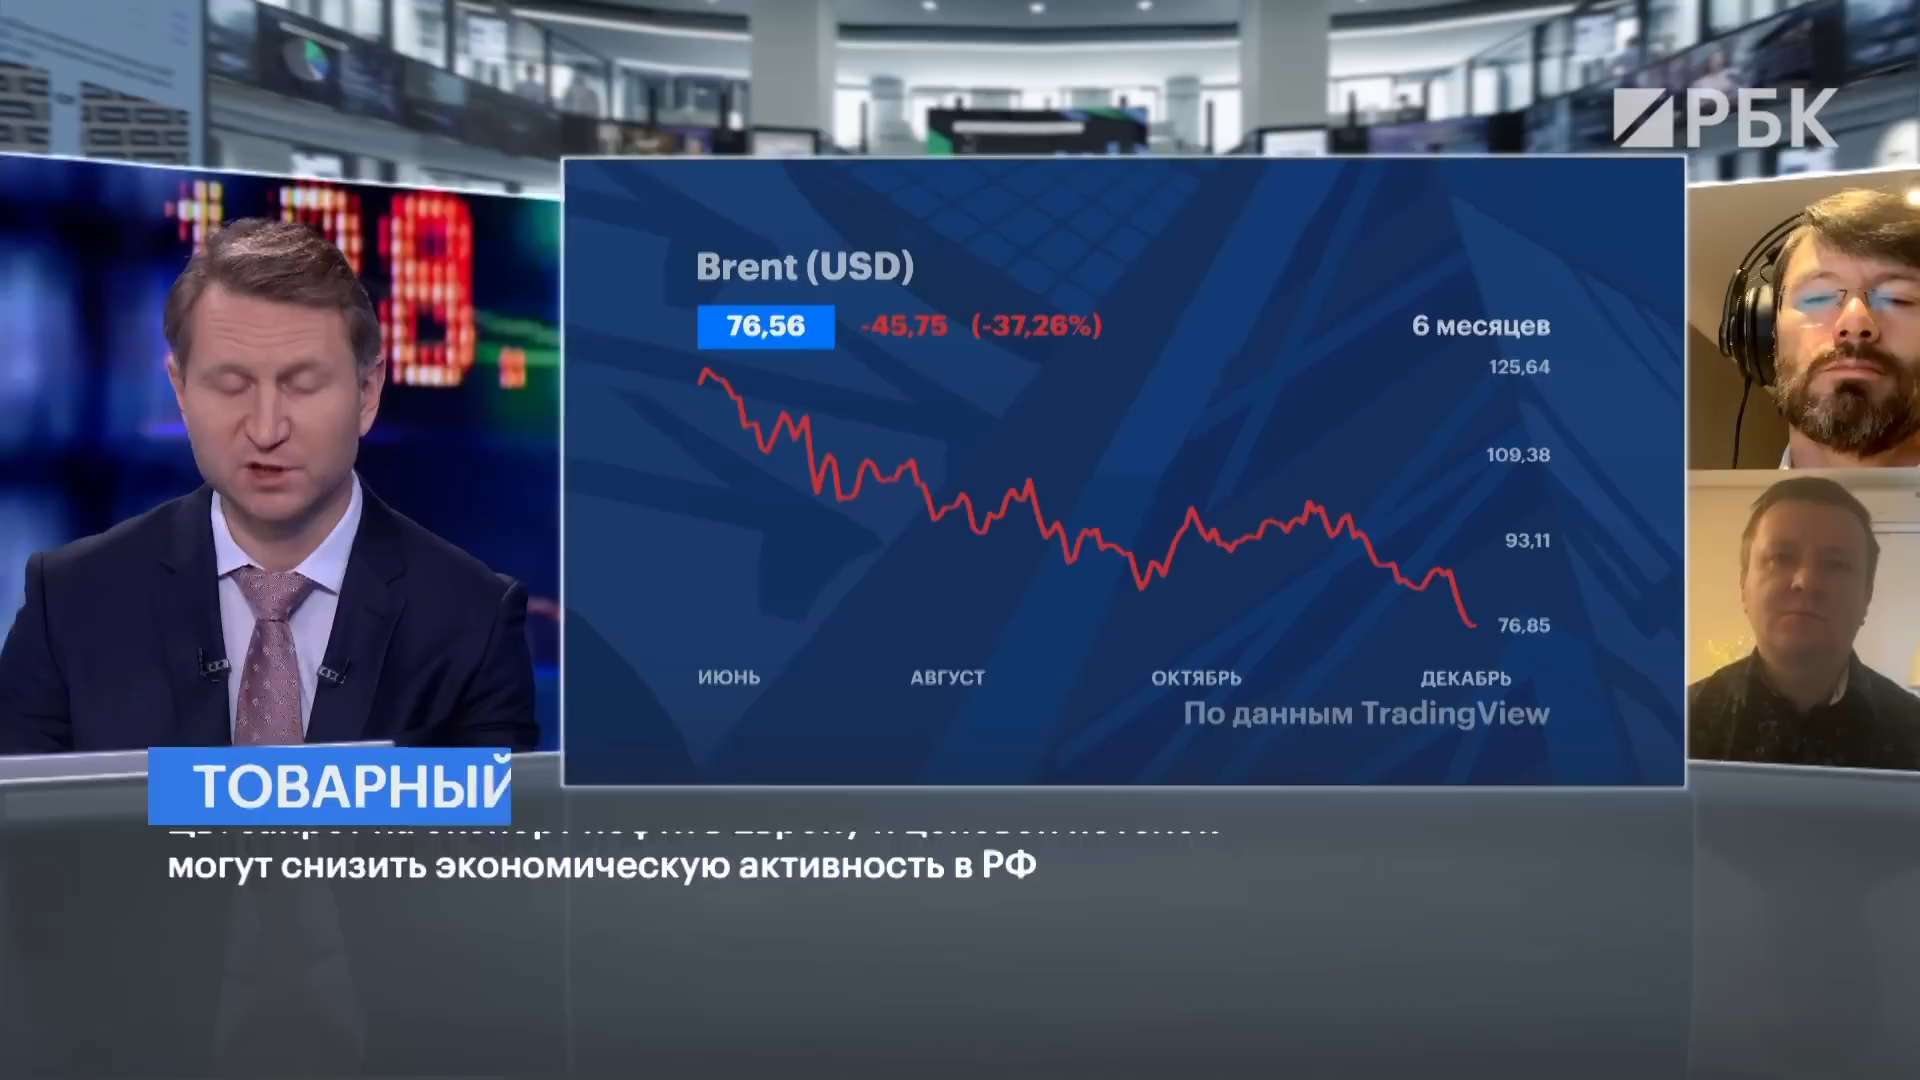 РБК
Brent (USD)
76,56 -45,75 (-37,26%)
6 месяцев
125,64
109,38
93,11
76,85
ИЮНЬ АВГУСТ ОКТЯБРЬ ДЕКАБРЬ
По данным TradingView
ТОВАРНЫЙ
могут снизить экономическую активность в РФ